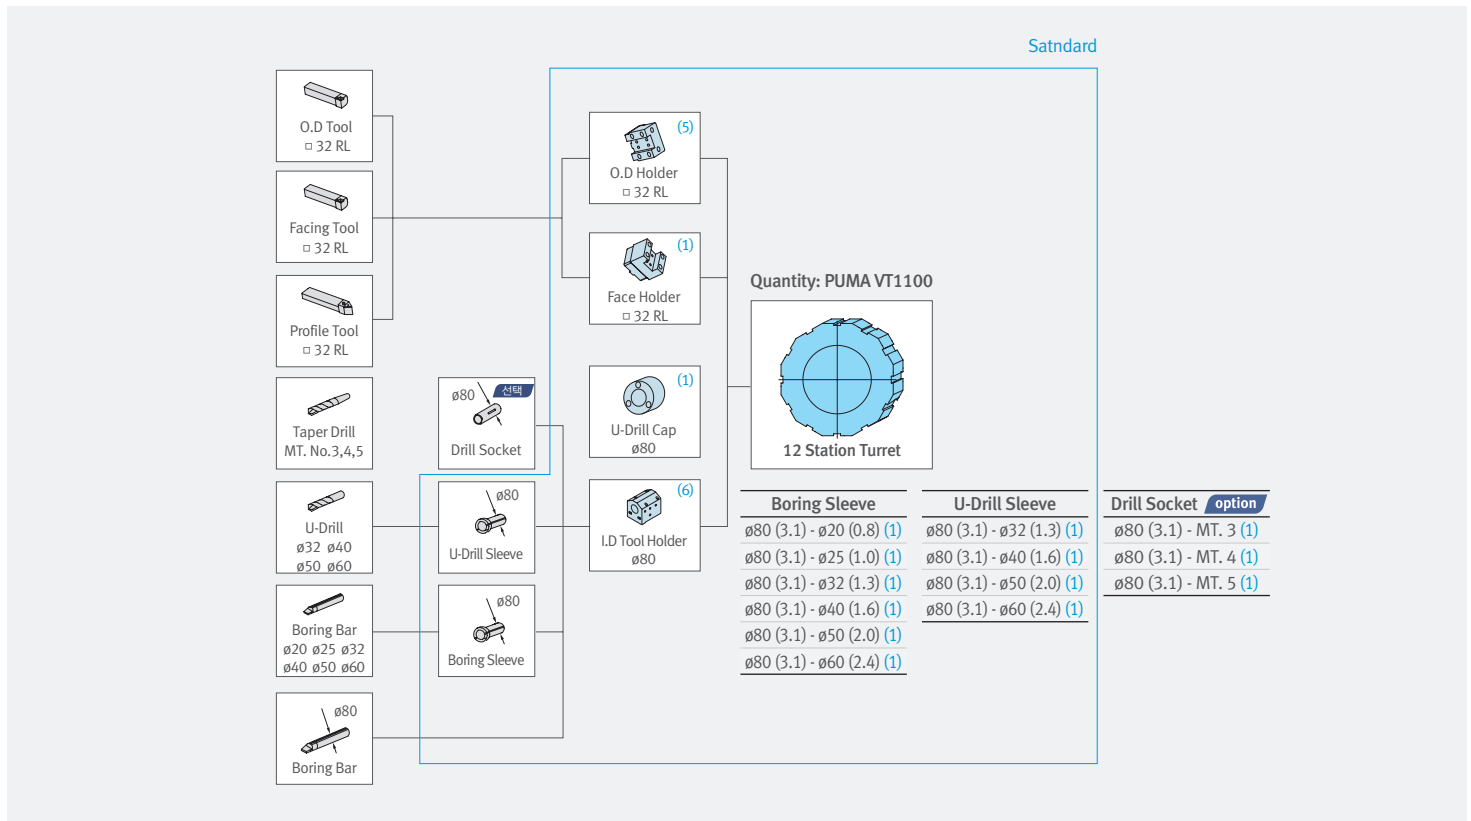 Satndard
O.D Tool
□ 32 RL
Facing Tool
□ 32 RL
Profile Tool
□ 32 RL
Taper Drill
MT. No.3,4,5
U-Drill
ø32 ø40
ø50 ø60
Boring Bar
ø20 ø25 ø32
ø40 ø50 ø60
ø80
Boring Bar
ø80
선택
Drill Socket
ø80
U-Drill Sleeve
ø80
Boring Sleeve
(5)
O.D Holder
□ 32 RL
(1)
Face Holder
□ 32 RL
(1)
U-Drill Cap
ø80
(6)
I.D Tool Holder
ø80
Quantity: PUMA VT1100
12 Station Turret
Boring Sleeve
ø80 (3.1) - ø20 (0.8) (1)
ø80 (3.1) - ø25 (1.0) (1)
ø80 (3.1) - ø32 (1.3) (1)
ø80 (3.1) - ø40 (1.6) (1)
ø80 (3.1) - ø50 (2.0) (1)
ø80 (3.1) - ø60 (2.4) (1)
U-Drill Sleeve
ø80 (3.1) - ø32 (1.3) (1)
ø80 (3.1) - ø40 (1.6) (1)
ø80 (3.1) - ø50 (2.0) (1)
ø80 (3.1) - ø60 (2.4) (1)
Drill Socket option
ø80 (3.1) - MT. 3 (1)
ø80 (3.1) - MT. 4 (1)
ø80 (3.1) - MT. 5 (1)